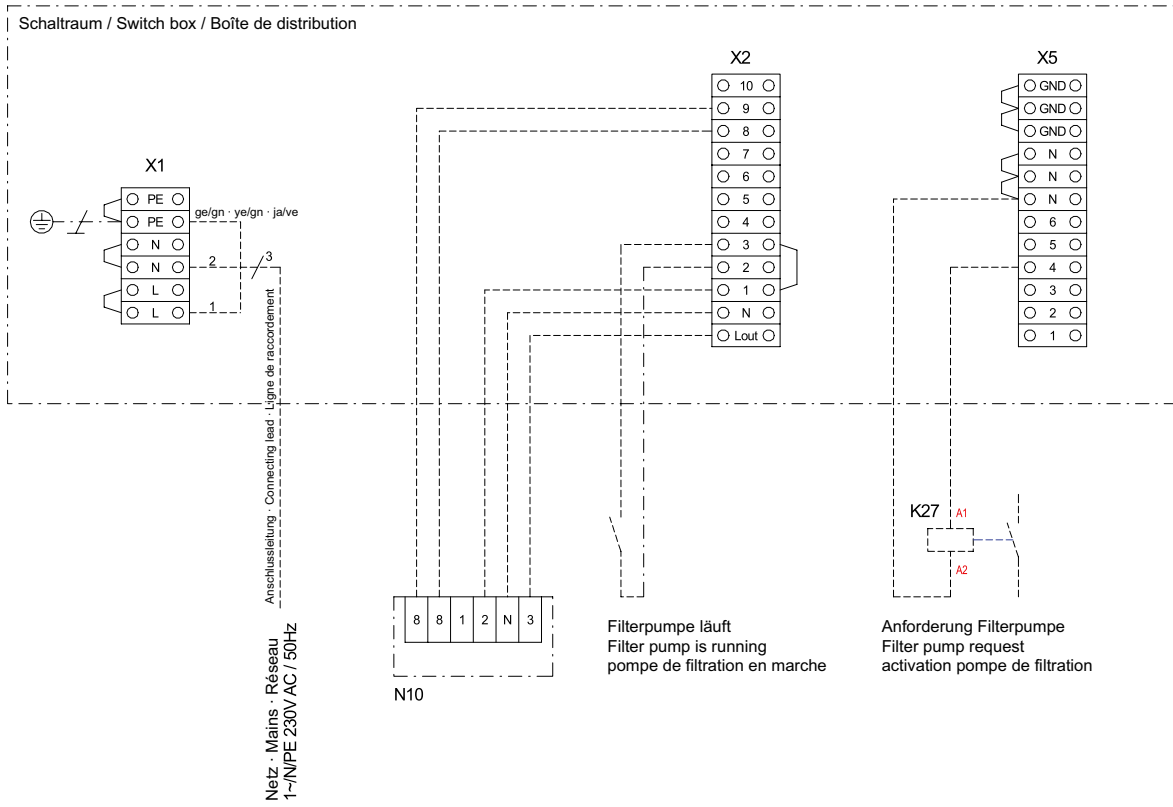 Schaltraum / Switch box / Boîte de distribution
X1
PE
PE
N
N
L
L
ge/gn · ye/gn · ja/ve
2
3
1
Anschlussleitung · Connecting lead · Ligne de raccordement
Netz · Mains · Réseau
1~/N/PE 230V AC / 50Hz
X2
10
9
8
7
6
5
4
3
2
1
N
Lout
X5
GND
GND
GND
N
N
N
6
5
4
3
2
1
8 8 1 2 N 3
N10
Filterpumpe läuft
Filter pump is running
pompe de filtration en marche
K27
A1
A2
Anforderung Filterpumpe
Filter pump request
activation pompe de filtration